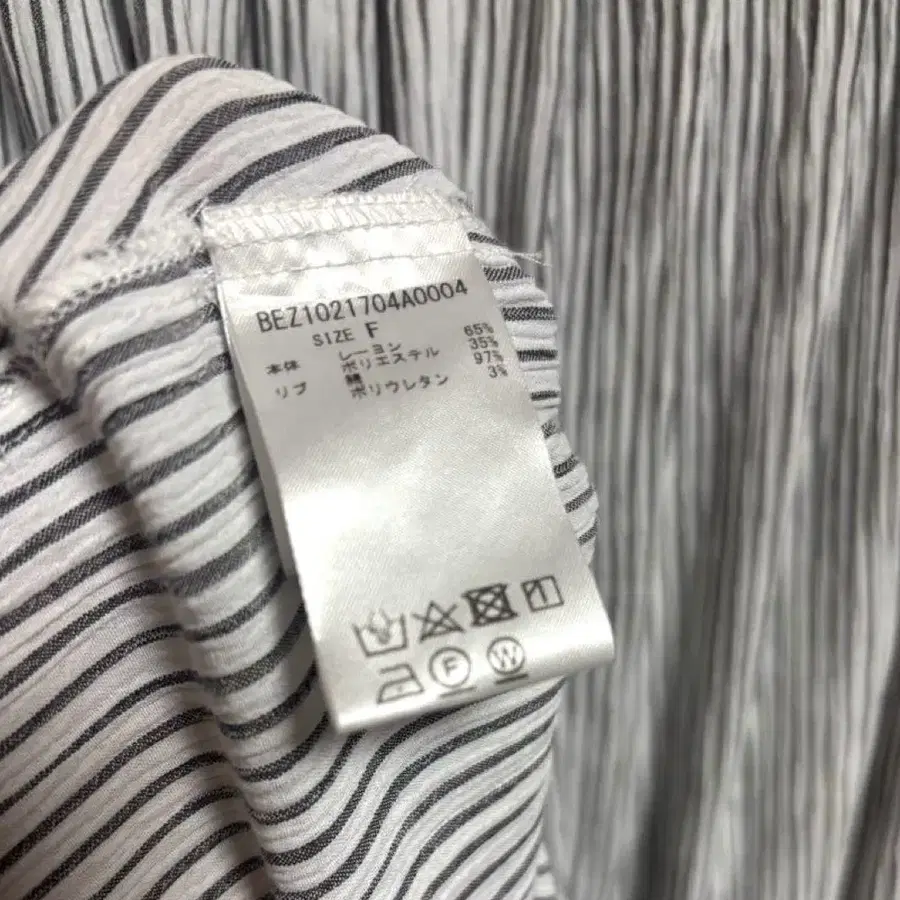 BEZ1021704A0004
SIZE F
本体 レーヨン 65%
ポリエステル 35%
リブ 綿 97%
ポリウレタン 3%
F W